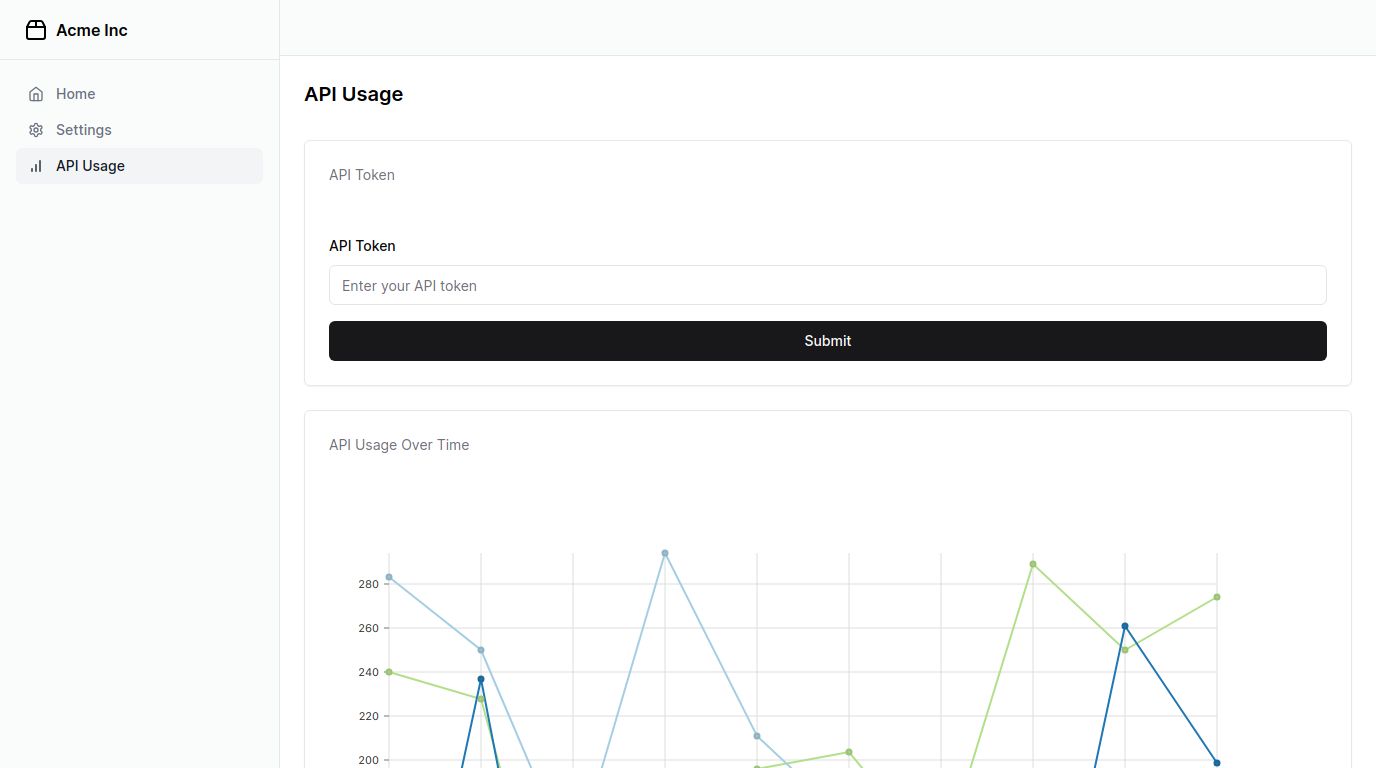 Acme Inc
Home
Settings
API Usage
API Usage
API Token
API Token
Enter your API token
Submit
API Usage Over Time
280
260
240
220
200